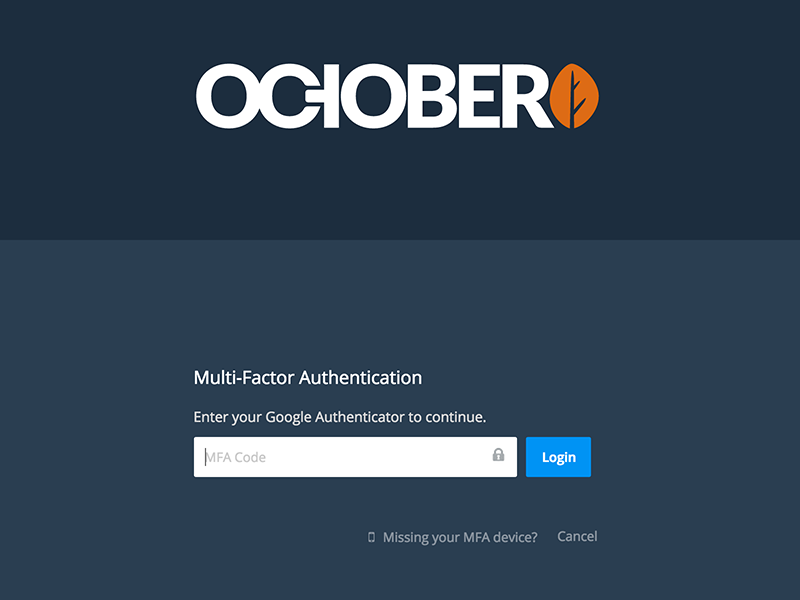 OCTOBER
Multi-Factor Authentication
Enter your Google Authenticator to continue.
MFA Code
Login
Missing your MFA device?
Cancel